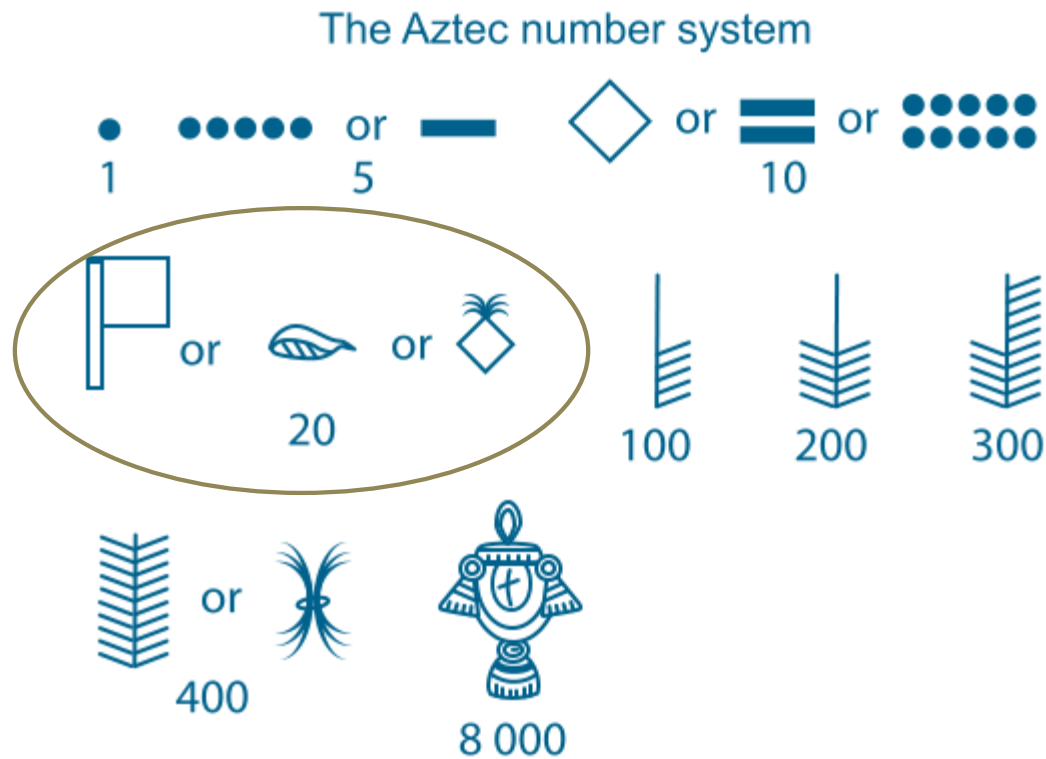 The Aztec number system
or or or
1 5 10
or or
20
100 200 300
or
400
8 000